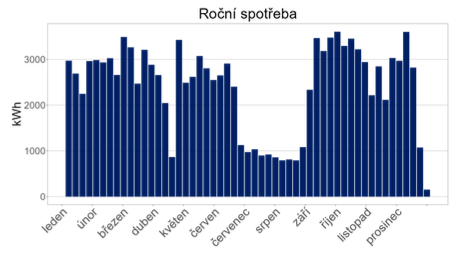 Roční spotřeba
kWh
3000
2000
1000
0
leden
únor
březen
duben
květen
červen
červenec
srpen
září
říjen
listopad
prosinec